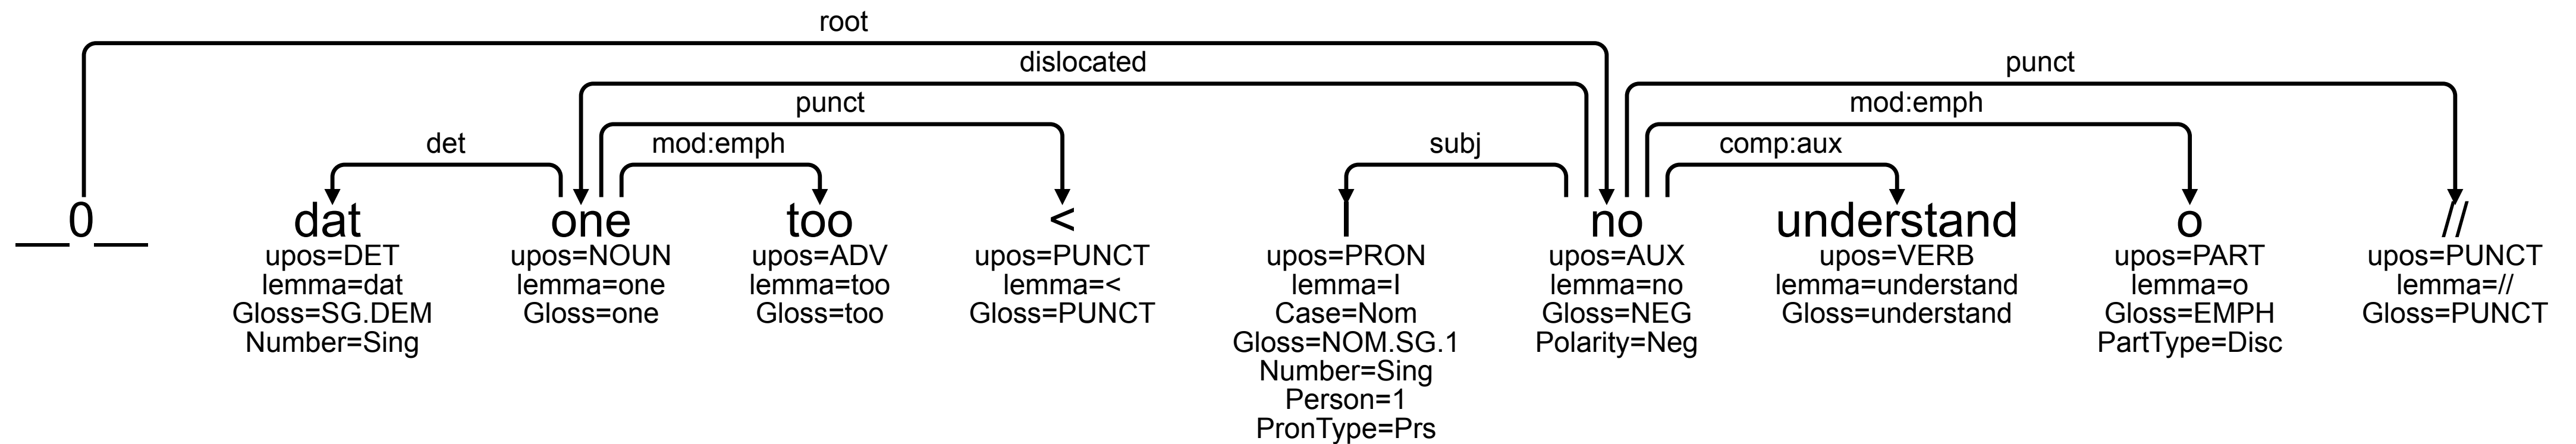 root
dislocated punct
punct mod:emph
det mod:emph subj comp:aux
__0__ dat one too < I no understand o //
upos=DET upos=NOUN upos=ADV upos=PUNCT upos=PRON upos=AUX upos=VERB upos=PART upos=PUNCT
lemma=dat lemma=one lemma=too lemma=< lemma=I lemma=no lemma=understand lemma=o lemma=//
Gloss=SG.DEM Gloss=one Gloss=too Gloss=PUNCT Case=Nom Gloss=NEG Gloss=understand Gloss=EMPH Gloss=PUNCT
Number=Sing Gloss=NOM.SG.1 Polarity=Neg PartType=Disc
Number=Sing
Person=1
PronType=Prs